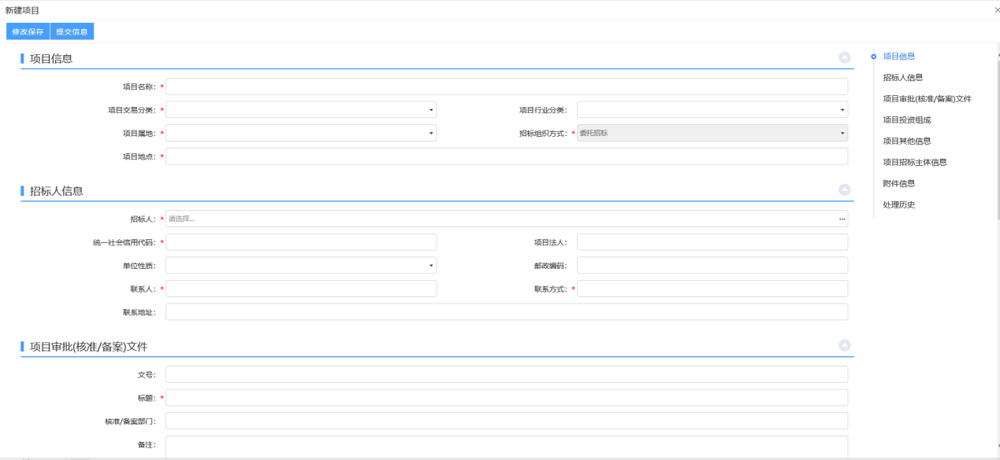 新建项目
×
修改保存 提交信息
项目信息
项目名称: *
项目交易分类: * 项目行业分类:
项目属地: * 招标组织方式: * 委托招标
项目地点: *
招标人信息
招标人: * 请选择... ...
统一社会信用代码: * 项目法人:
单位性质: 邮政编码:
联系人: * 联系方式: *
联系地址:
项目审批(核准/备案)文件
文号:
标题: *
核准/备案部门:
备注:
项目信息
招标人信息
项目审批(核准/备案)文件
项目投资组成
项目其他信息
项目招标主体信息
附件信息
处理历史